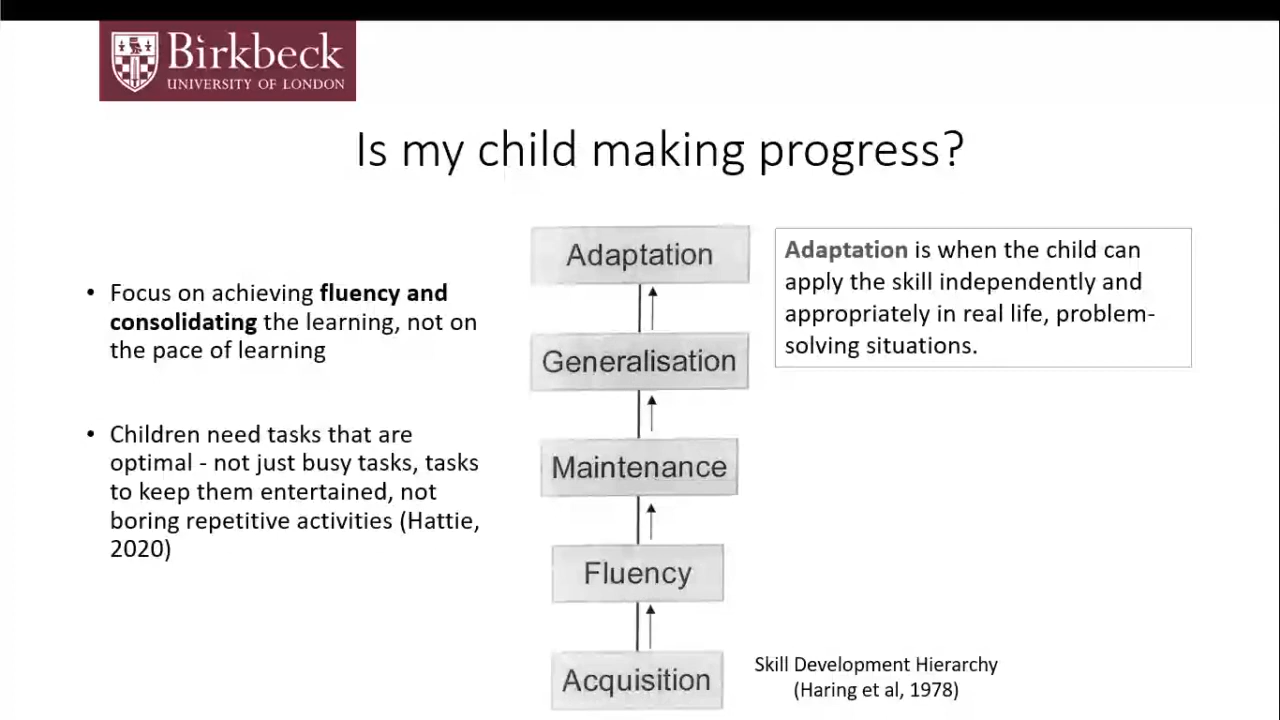 Birkbeck
UNIVERSITY OF LONDON
Is my child making progress?
• Focus on achieving fluency and
consolidating the learning, not on
the pace of learning
• Children need tasks that are
optimal - not just busy tasks, tasks
to keep them entertained, not
boring repetitive activities (Hattie,
2020)
Adaptation
Generalisation
Maintenance
Fluency
Acquisition
Adaptation is when the child can
apply the skill independently and
appropriately in real life, problem-
solving situations.
Skill Development Hierarchy
(Haring et al, 1978)